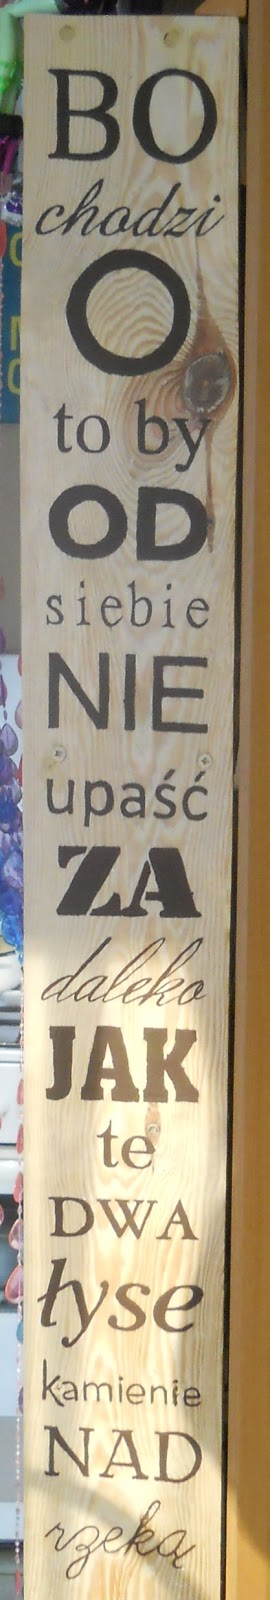 BO
chodzi
O
to by
OD
siebie
NIE
upaść
ZA
daleko
JAK
te
DWA
łyse
kamienie
NAD
rzeką